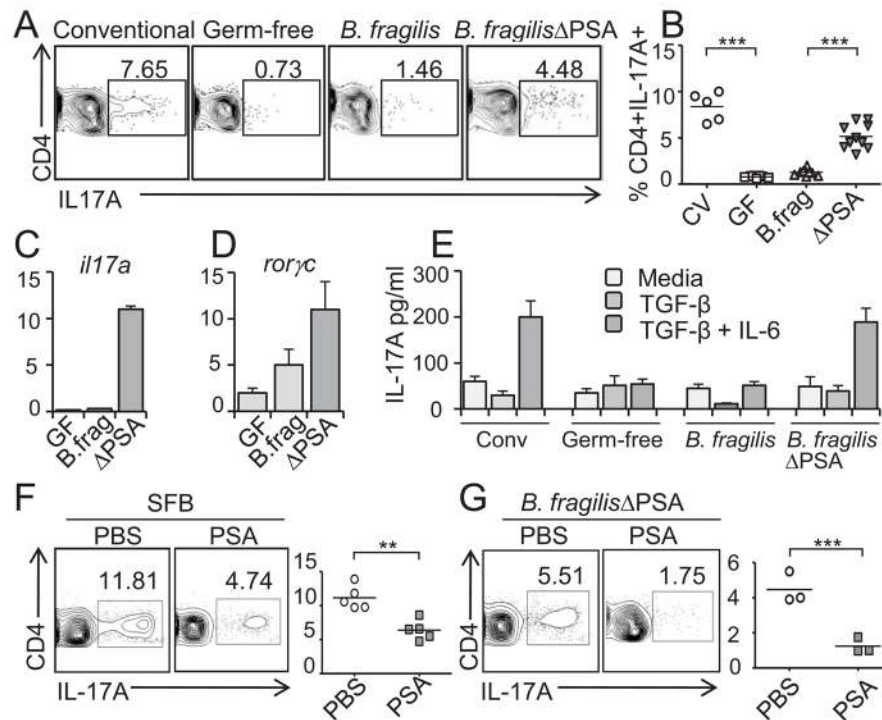 A
Conventional Germ-free B. fragilis B. fragilisΔPSA
7.65 0.73 1.46 4.48
CD4
IL17A
B
***
***
% CD4+IL-17A+
15
10
5
0
CV GF B.frag ΔPSA
C
il17a
15
10
5
0
GF B.frag ΔPSA
D
rorγc
15
10
5
0
GF B.frag ΔPSA
E
IL-17A pg/ml
300
200
100
0
Media
TGF-β
TGF-β + IL-6
Conv Germ-free B. fragilis B. fragilis
ΔPSA
F
SFB
PBS PSA
11.81 4.74
CD4
IL-17A
**
15
10
5
0
PBS PSA
G
B. fragilisΔPSA
PBS PSA
5.51 1.75
CD4
IL-17A
***
6
4
2
0
PBS PSA